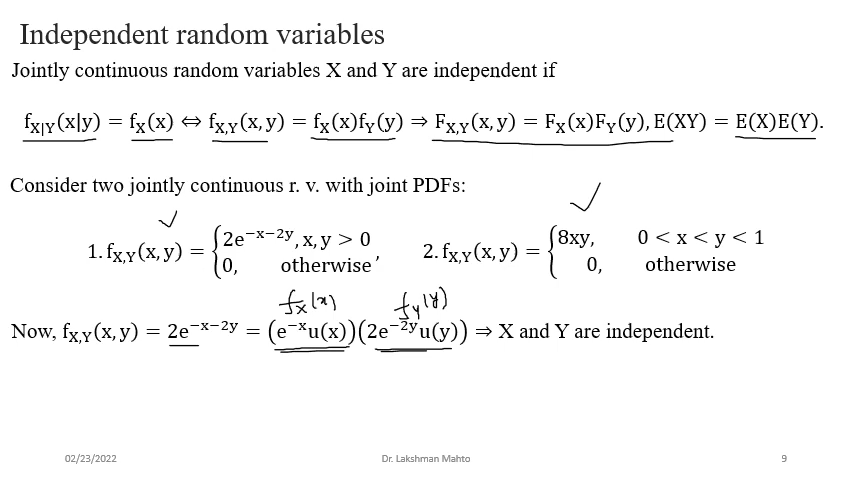 Independent random variables
Jointly continuous random variables X and Y are independent if
f_{X|Y}(x|y) = f_X(x) ⇔ f_{X,Y}(x, y) = f_X(x)f_Y(y) ⇒ F_{X,Y}(x, y) = F_X(x)F_Y(y), E(XY) = E(X)E(Y).
Consider two jointly continuous r. v. with joint PDFs:
1. f_{X,Y}(x, y) = {2e^{−x−2y}, x, y > 0
0, otherwise ,
2. f_{X,Y}(x, y) = {8xy, 0 < x < y < 1
0, otherwise
f_X(x) f_Y(y)
Now, f_{X,Y}(x, y) = 2e^{−x−2y} = (e^{−x}u(x))(2e^{−2y}u(y)) ⇒ X and Y are independent.
02/23/2022 Dr. Lakshman Mahto 9